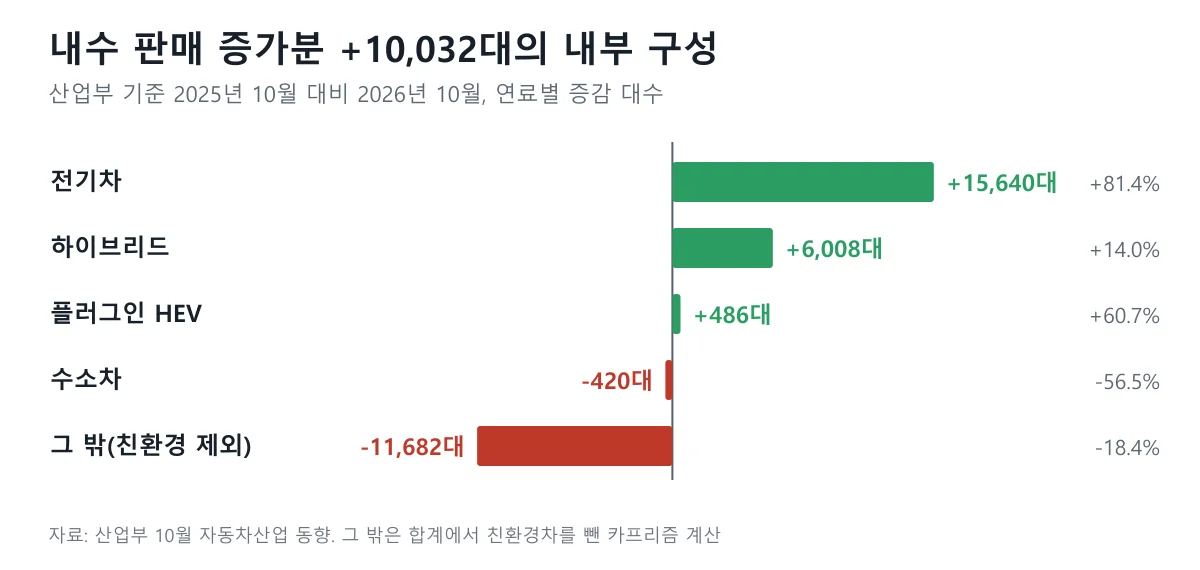 내수 판매 증가분 +10,032대의 내부 구성
산업부 기준 2025년 10월 대비 2026년 10월, 연료별 증감 대수
전기차 +15,640대 +81.4%
하이브리드 +6,008대 +14.0%
플러그인 HEV +486대 +60.7%
수소차 -420대 -56.5%
그 밖(친환경 제외) -11,682대 -18.4%
자료: 산업부 10월 자동차산업 동향. 그 밖은 합계에서 친환경차를 뺀 카프리즘 계산